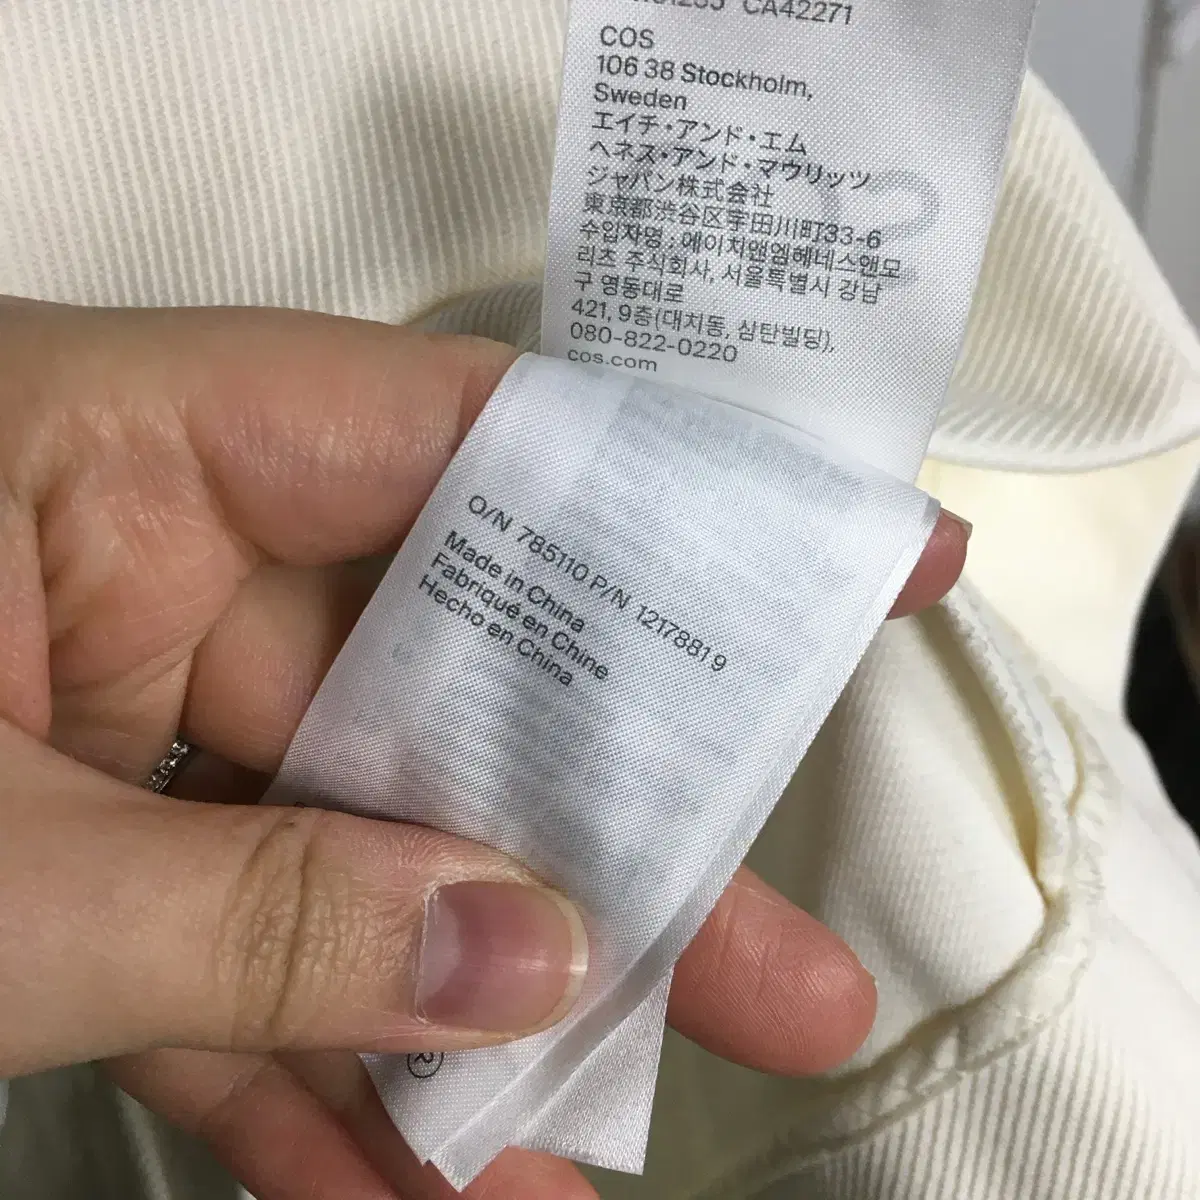 CA42271
COS
106 38 Stockholm,
Sweden
エイチ・アンド・エム
ヘネス・アンド・マウリッツ
ジャパン株式会社
東京都渋谷区宇田川町33-6
수입자명 : 에이치앤엠헤네스앤모
리츠 주식회사, 서울특별시 강남
구 영동대로
421, 9층(대치동, 삼탄빌딩),
080-822-0220
cos.com
O/N 785110 P/N 12178819
Made in China
Fabriqué en Chine
Hecho en China
®